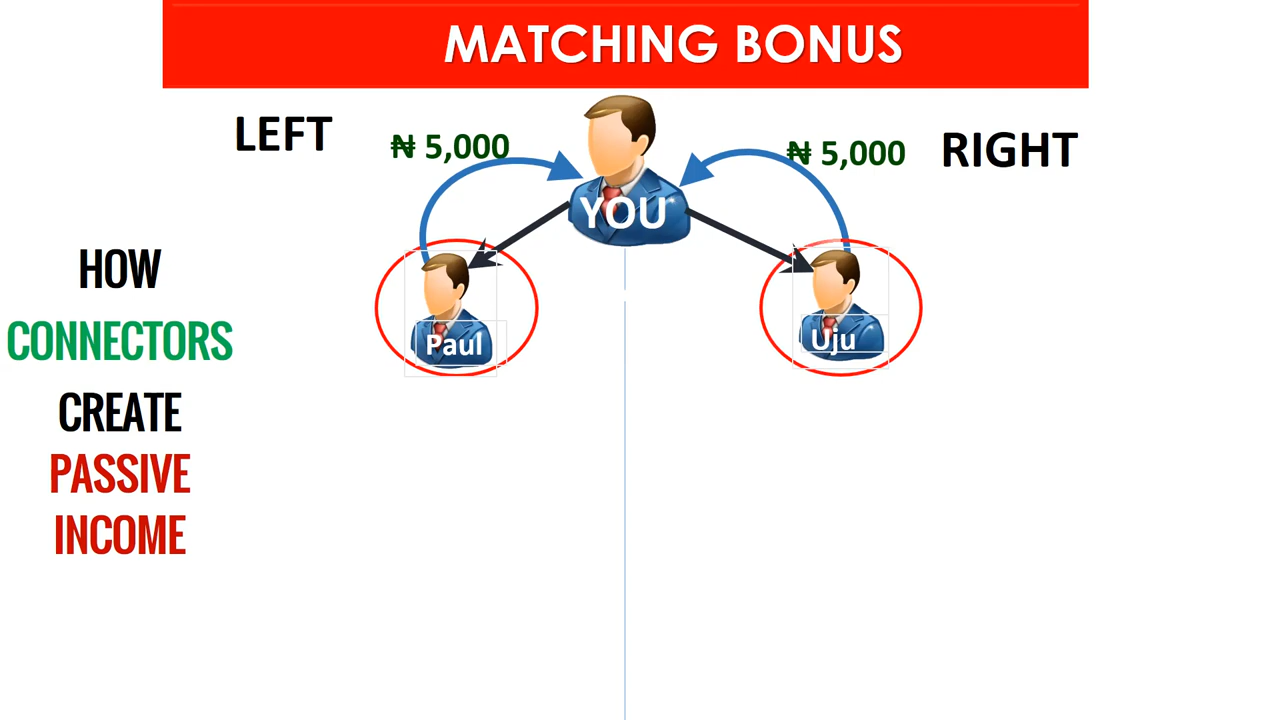 MATCHING BONUS
LEFT
₦ 5,000
₦ 5,000
RIGHT
YOU
HOW
CONNECTORS
CREATE
PASSIVE
INCOME
Paul
Uju